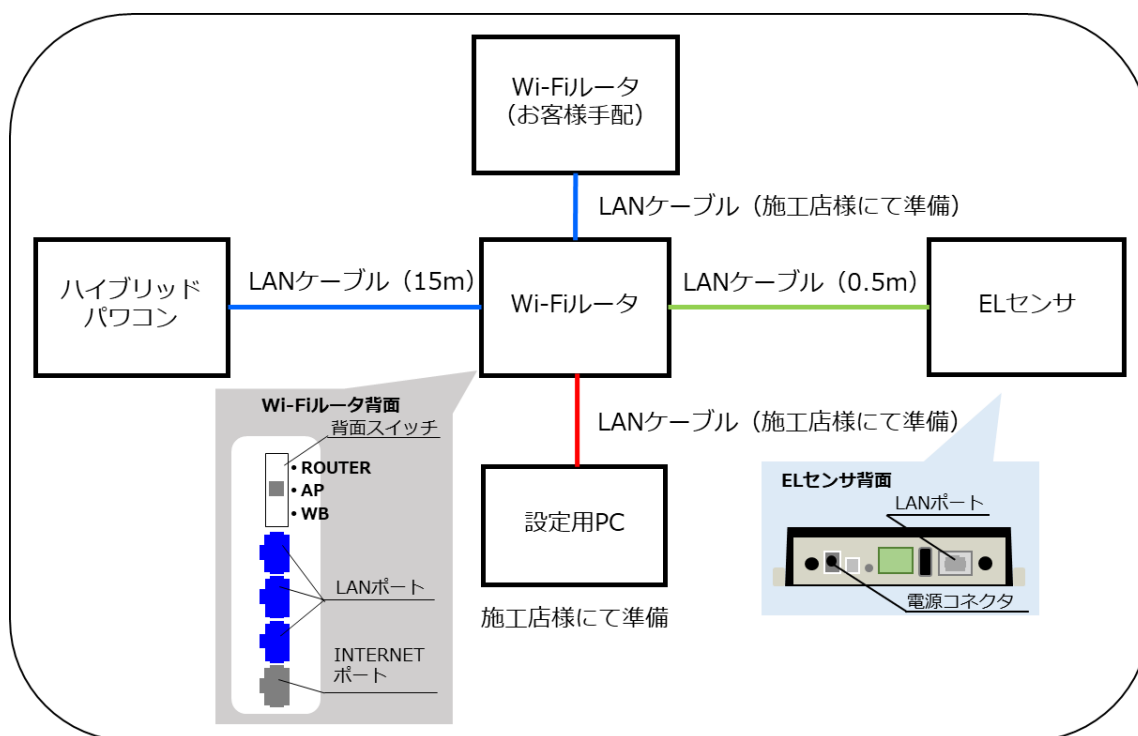 Wi-Fiルータ
（お客様手配）
LANケーブル（施工店様にて準備）
ハイブリッド
パワコン
LANケーブル（15m）
Wi-Fiルータ
LANケーブル（0.5m）
ELセンサ
Wi-Fiルータ背面
背面スイッチ
• ROUTER
• AP
• WB
LANポート
INTERNET
ポート
LANケーブル（施工店様にて準備）
設定用PC
施工店様にて準備
ELセンサ背面
LANポート
電源コネクタ